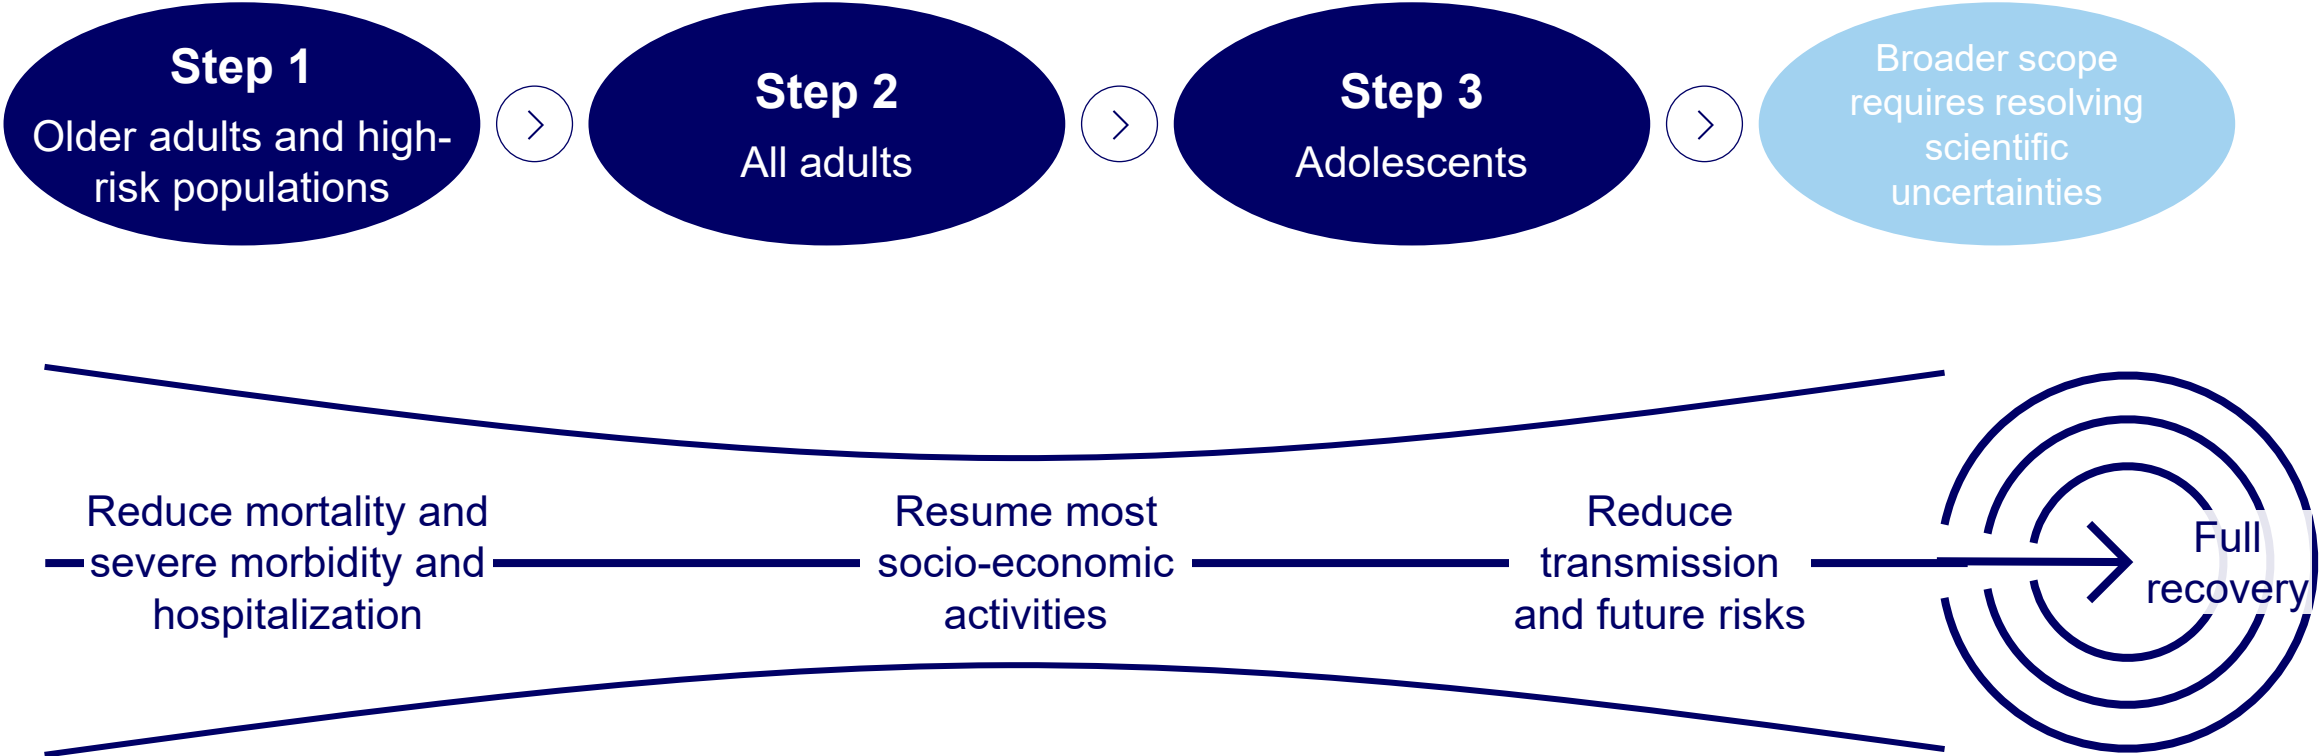 Step 1
Older adults and high-
risk populations
Step 2
All adults
Step 3
Adolescents
Broader scope
requires resolving
scientific
uncertainties
Reduce mortality and
severe morbidity and
hospitalization
Resume most
socio-economic
activities
Reduce
transmission
and future risks
Full
recovery